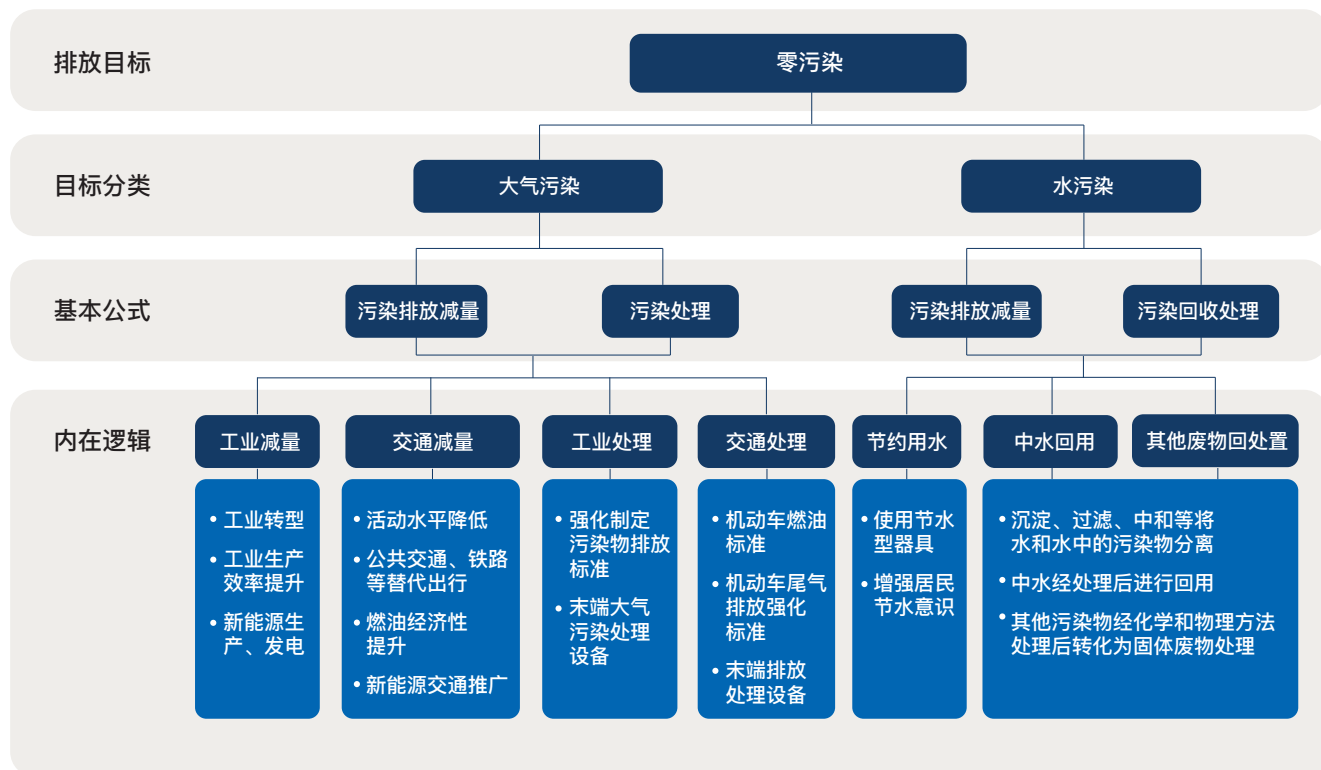 排放目标
零污染
目标分类
大气污染
水污染
基本公式
污染排放减量
污染处理
污染排放减量
污染回收处理
内在逻辑
工业减量
交通减量
工业处理
交通处理
节约用水
中水回用
其他废物回处置
• 工业转型
• 工业生产
效率提升
• 新能源生
产、发电
• 活动水平降低
• 公共交通、铁路
等替代出行
• 燃油经济性
提升
• 新能源交通推广
• 强化制定
污染物排放
标准
• 末端大气
污染处理
设备
• 机动车燃油
标准
• 机动车尾气
排放强化
标准
• 末端排放
处理设备
• 使用节水
型器具
• 增强居民
节水意识
• 沉淀、过滤、中和等将
水和水中的污染物分离
• 中水经处理后进行回用
• 其他污染物经化学和物理方法
处理后转化为固体废物处理